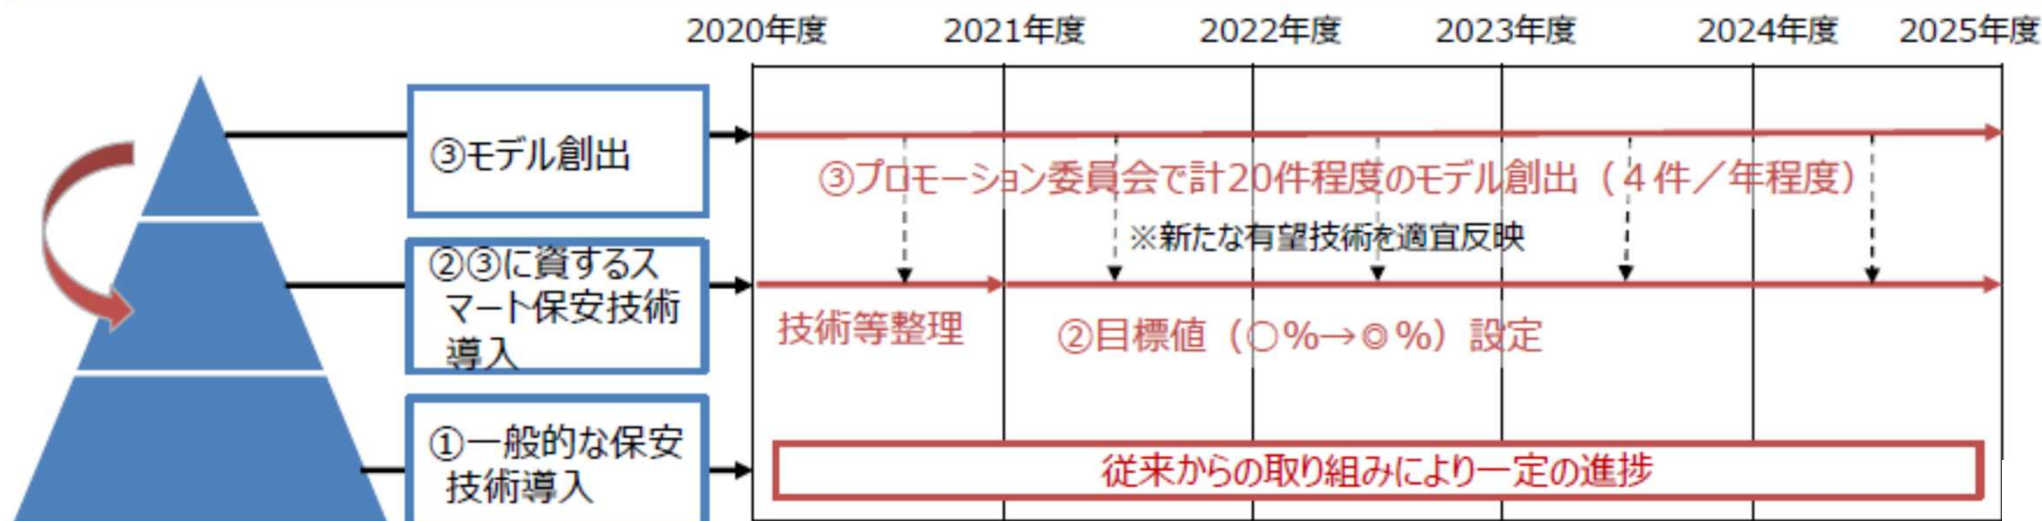 2020年度 2021年度 2022年度 2023年度 2024年度 2025年度
③モデル創出
③プロモーション委員会で計20件程度のモデル創出（４件／年程度）
※新たな有望技術を適宜反映
②③に資するス
マート保安技術
導入
技術等整理
②目標値（○%→◎%）設定
①一般的な保安
技術導入
従来からの取り組みにより一定の進捗